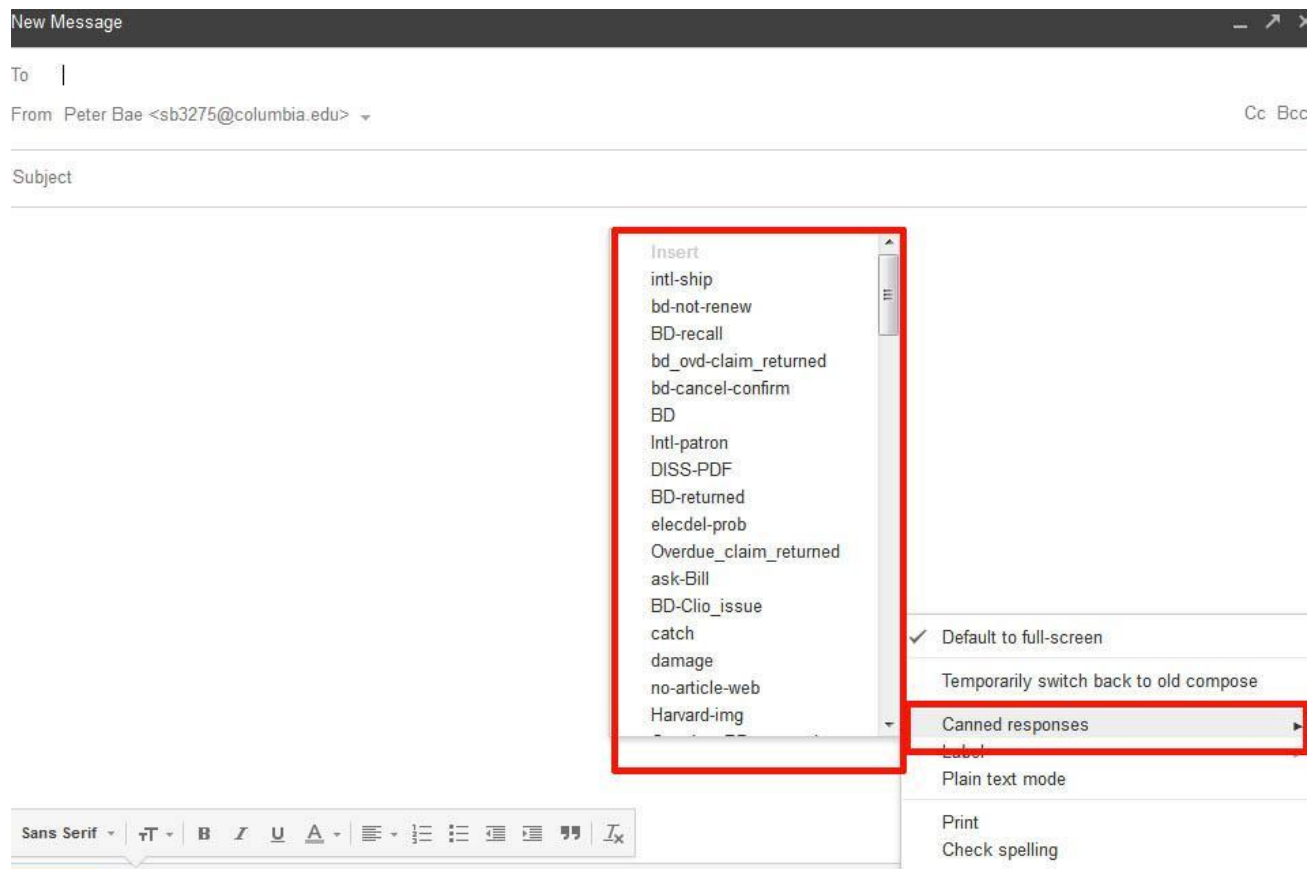 New Message
To
From Peter Bae <sb3275@columbia.edu>
Cc Bcc
Subject
Insert
intl-ship
bd-not-renew
BD-recall
bd_ovd-claim_returned
bd-cancel-confirm
BD
Intl-patron
DISS-PDF
BD-returned
elecdel-prob
Overdue_claim_returned
ask-Bill
BD-Clio_issue
catch
damage
no-article-web
Harvard-img
Default to full-screen
Temporarily switch back to old compose
Canned responses
Label
Plain text mode
Print
Check spelling
Sans Serif